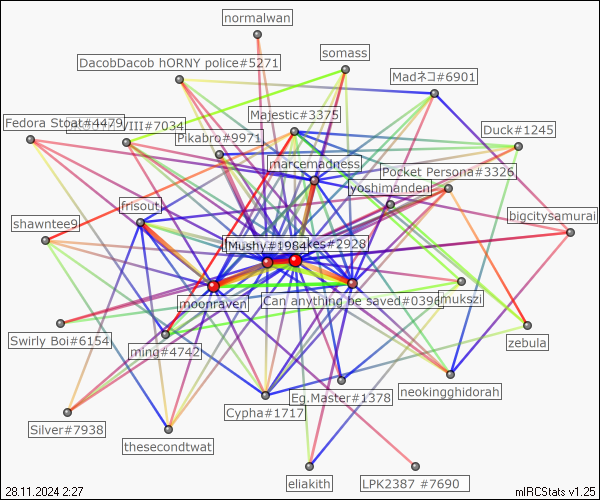 normalwan
somass
DacobDacob hORNY police#5271
Madネコ#6901
Majestic#3375
Fedora Stoat#4479
VIII#7034
Pikabro#9971
Duck#1245
marcemadness
Pocket Persona#3326
yoshimanden
frisout
bigcitysamurai
shawntee9
Mushy#1984
kes#2928
moonraven
Can anything be saved#0396
mukszi
Swirly Boi#6154
ming#4742
zebula
neokingghidorah
Eg.Master#1378
Cypha#1717
Silver#7938
thesecondtwat
eliakith
LPK2387 #7690
28.11.2024 2:27
mIRCStats v1.25